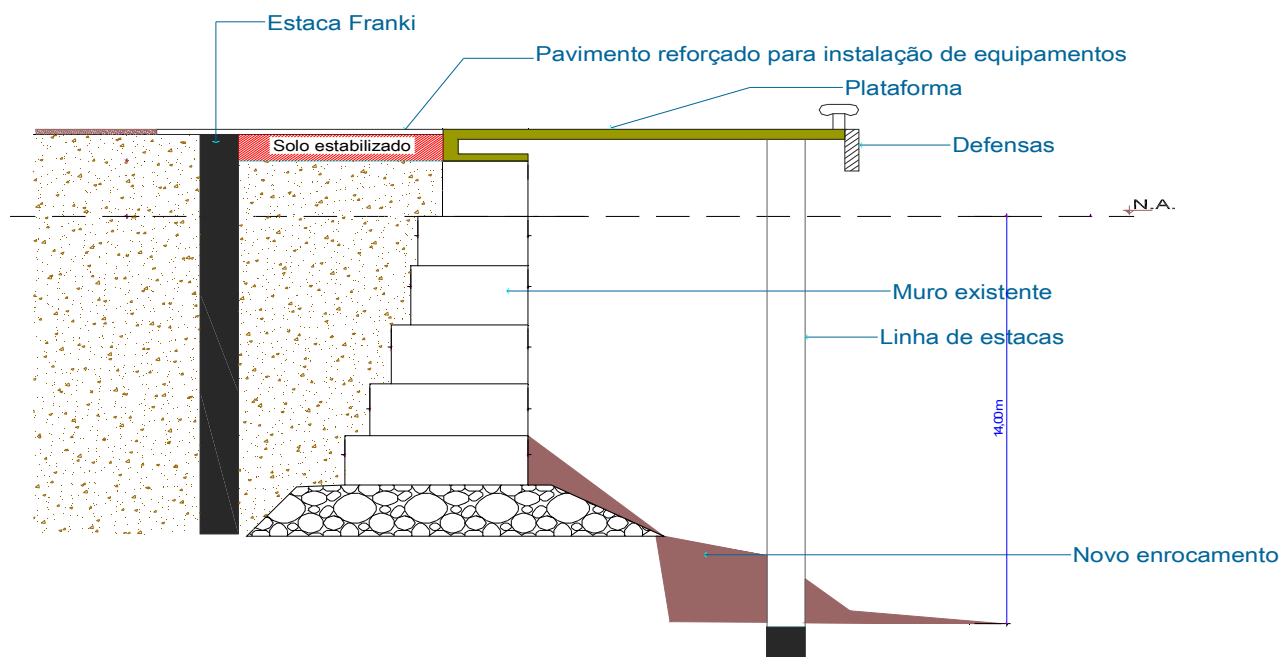 Estaca Franki
Pavimento reforçado para instalação de equipamentos
Plataforma
Solo estabilizado
Defensas
N.A.
Muro existente
Linha de estacas
14,00m
Novo enrocamento